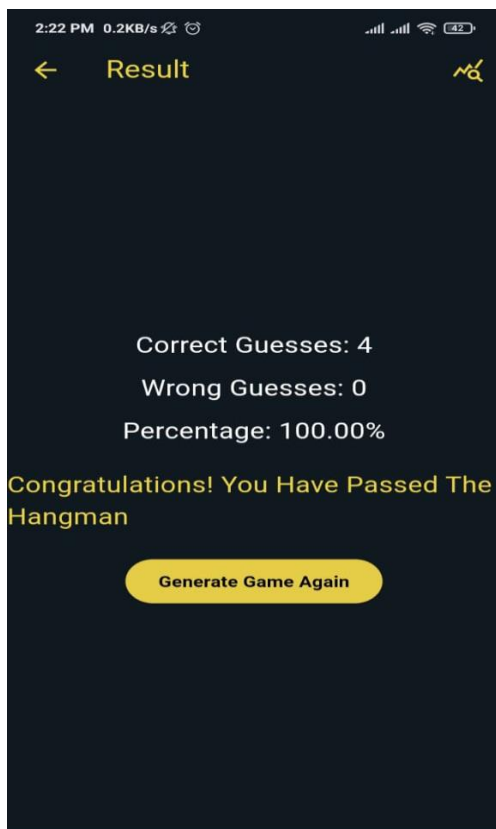 2:22 PM 0.2KB/s 42
Result
Correct Guesses: 4
Wrong Guesses: 0
Percentage: 100.00%
Congratulations! You Have Passed The
Hangman
Generate Game Again